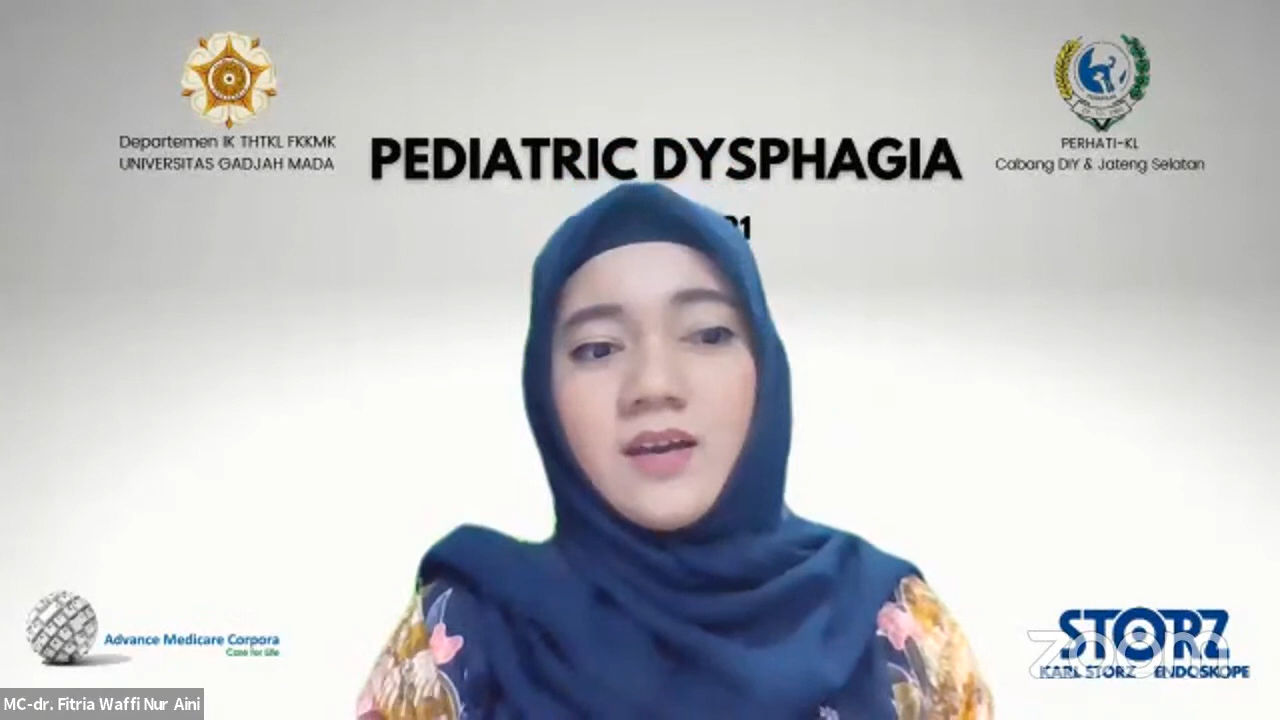 Departemen IK THTKL FKKMK
UNIVERSITAS GADJAH MADA
PEDIATRIC DYSPHAGIA
PERHATI-KL
Cabang DIY & Jateng Selatan
21
Advance Medicare Corpora
Care for Life
STORZ
KARL STORZ ENDOSKOPE
zoom
MC-dr. Fitria Waffi Nur Aini